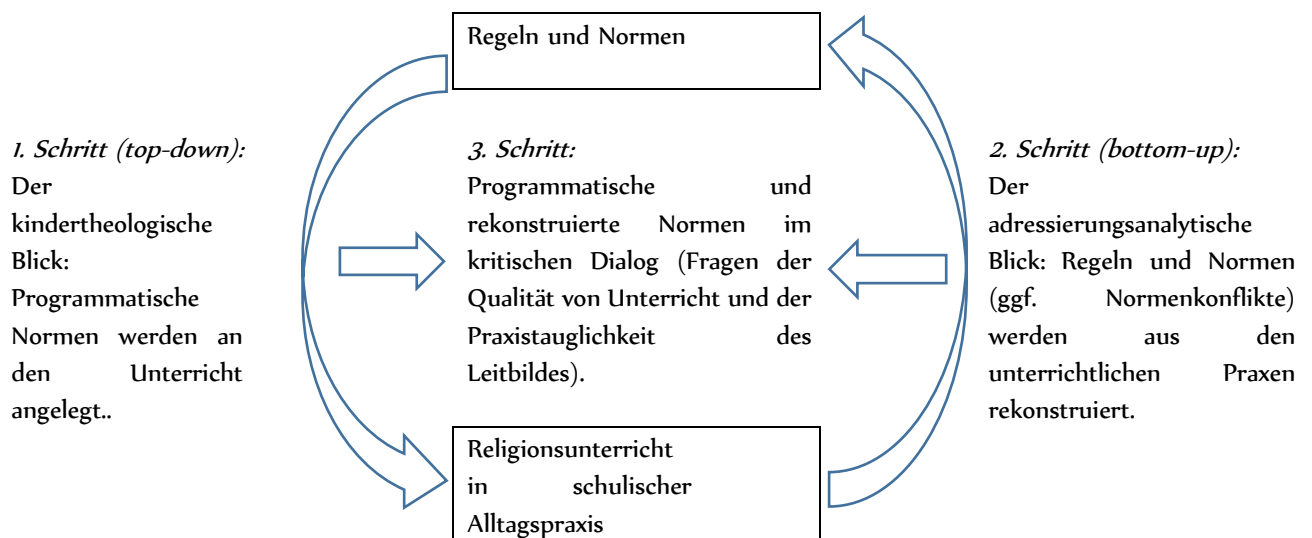 Regeln und Normen
1. Schritt (top-down):
Der
kindertheologische
Blick:
Programmatische
Normen werden an
den Unterricht
angelegt..
3. Schritt:
Programmatische und
rekonstruierte Normen im
kritischen Dialog (Fragen der
Qualität von Unterricht und der
Praxistauglichkeit des
Leitbildes).
2. Schritt (bottom-up):
Der
adressierungsanalytische
Blick: Regeln und Normen
(ggf. Normenkonflikte)
werden aus den
unterrichtlichen Praxen
rekonstruiert.
Religionsunterricht
in schulischer
Alltagspraxis